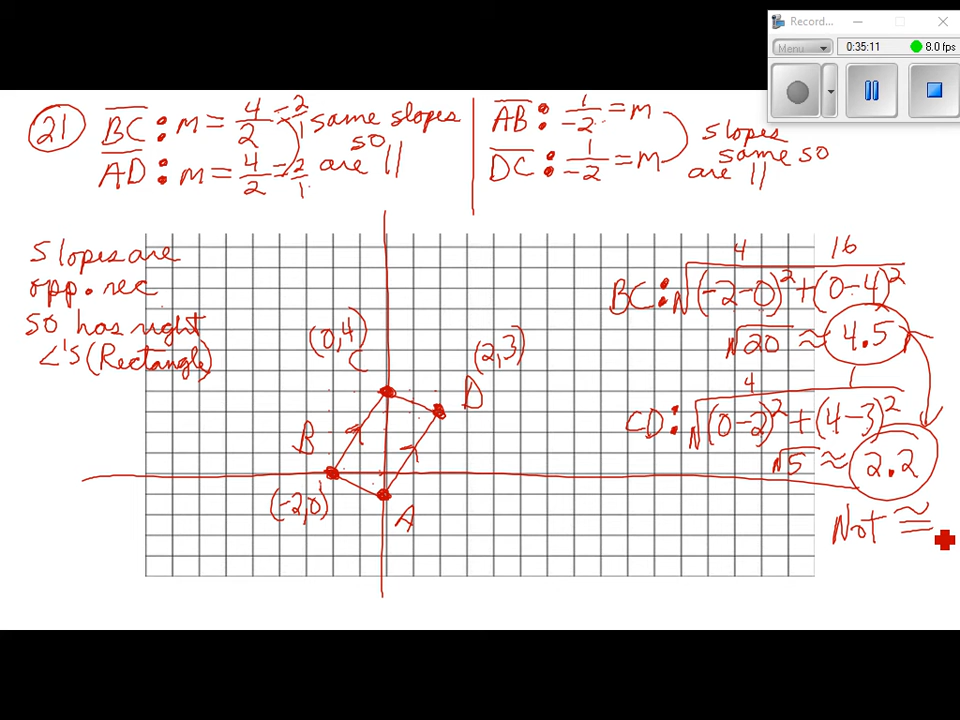 Record...
Menu
0:35:11
8.0 fps
21
BC : m = 4/2 = 2/1 same slopes
so
AD : m = 4/2 = 2/1 are ||
AB : 1/-2 = m
DC : 1/-2 = m
slopes
same so
are ||
Slopes are
opp. rec
so has right
∠'s (Rectangle)
(0,4)
C
(2,3)
D
B
(-2,0)
A
4 16
BC : √(-2-0)²+(0-4)²
√20 ≈ 4.5
4 1
CD : √(0-2)²+(4-3)²
√5 ≈ 2.2
Not ≅